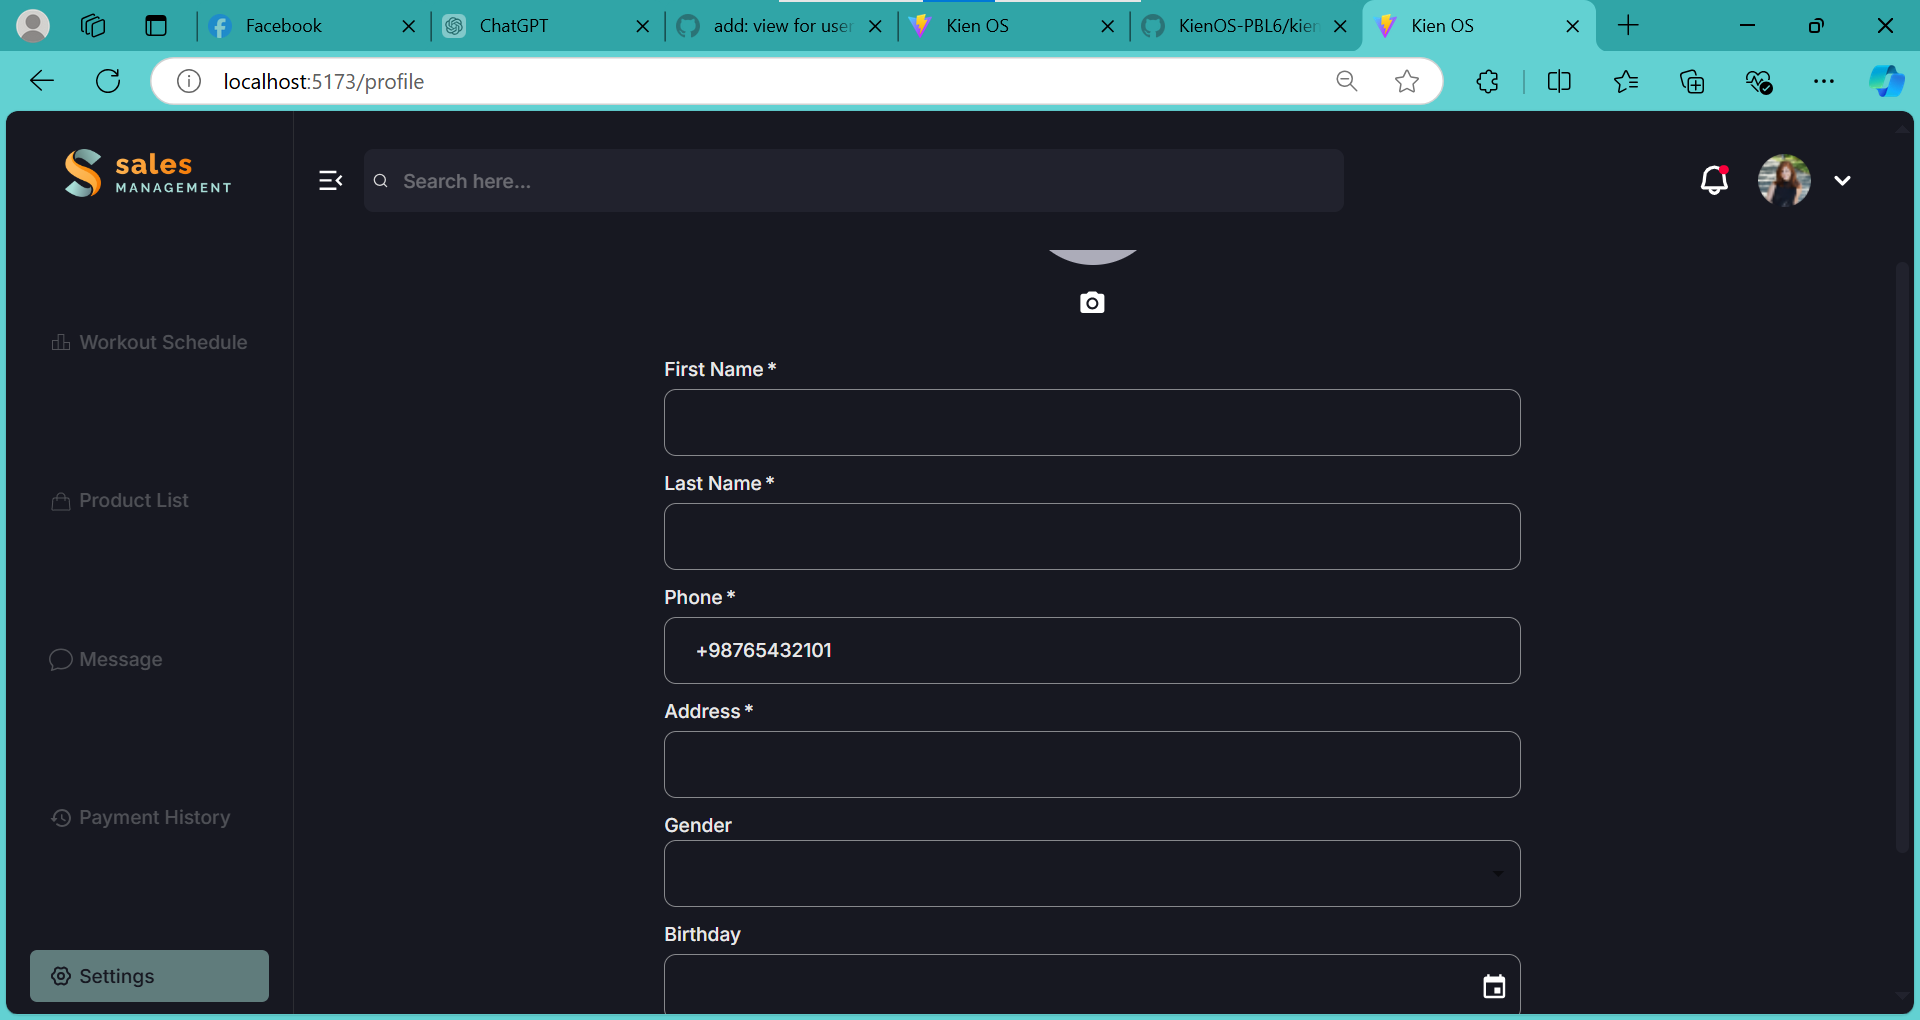 Facebook
ChatGPT
add: view for user
Kien OS
KienOS-PBL6/kien
Kien OS
localhost:5173/profile
sales
MANAGEMENT
Search here...
Workout Schedule
Product List
Message
Payment History
Settings
First Name *
Last Name *
Phone *
+98765432101
Address *
Gender
Birthday